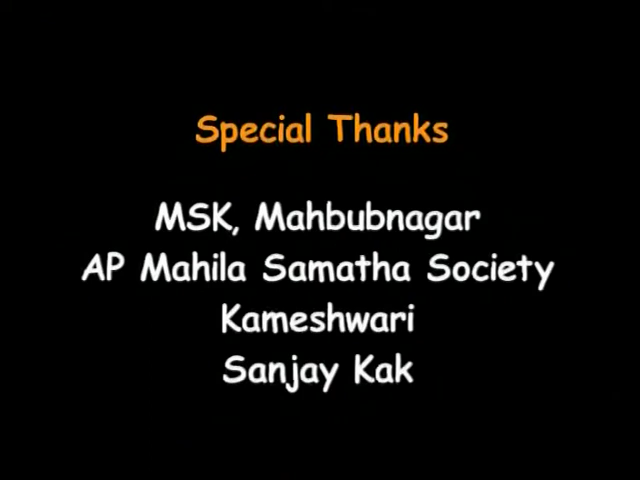 Special Thanks
MSK, Mahbubnagar
AP Mahila Samatha Society
Kameshwari
Sanjay Kak